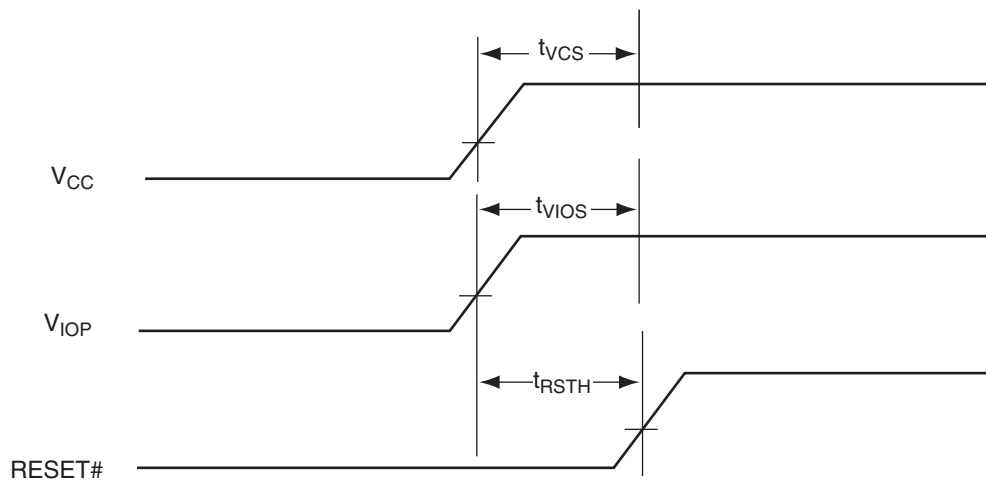 tVCS
VCC
tVIOS
VIOP
tRSTH
RESET#